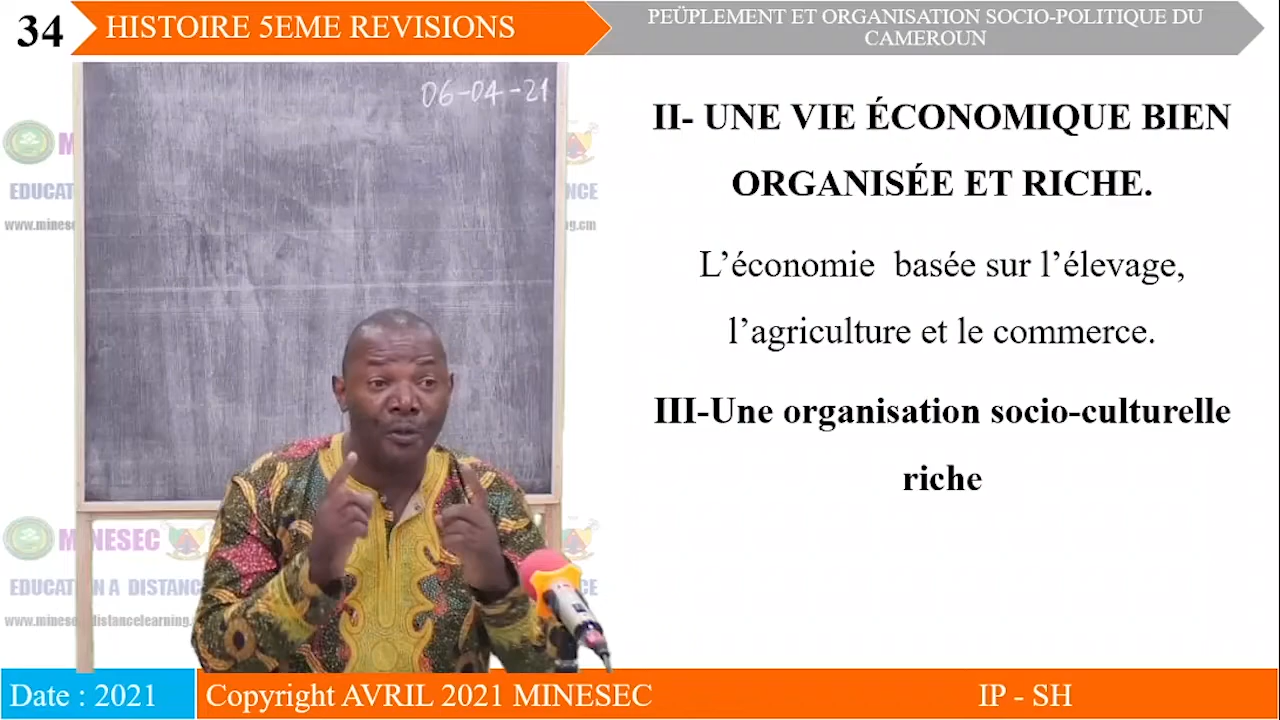 34
HISTOIRE 5EME REVISIONS
PEÜPLEMENT ET ORGANISATION SOCIO-POLITIQUE DU
CAMEROUN
06-04-21
II- UNE VIE ÉCONOMIQUE BIEN
ORGANISÉE ET RICHE.
L’économie basée sur l’élevage,
l’agriculture et le commerce.
III-Une organisation socio-culturelle
riche
MINESEC
EDUCATION A DISTANCE
Date : 2021
Copyright AVRIL 2021 MINESEC
IP - SH